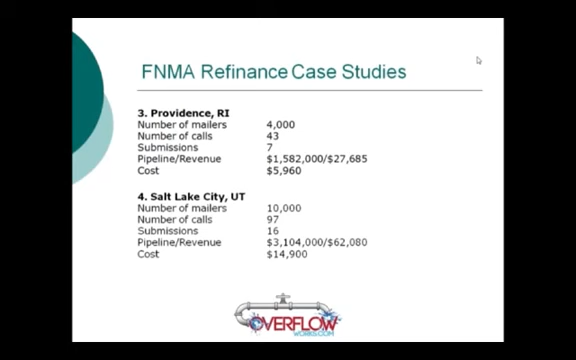 FNMA Refinance Case Studies
3. Providence, RI
Number of mailers 4,000
Number of calls 43
Submissions 7
Pipeline/Revenue $1,582,000/$27,685
Cost $5,960
4. Salt Lake City, UT
Number of mailers 10,000
Number of calls 97
Submissions 16
Pipeline/Revenue $3,104,000/$62,080
Cost $14,900
OVERFLOW
WORKS.COM